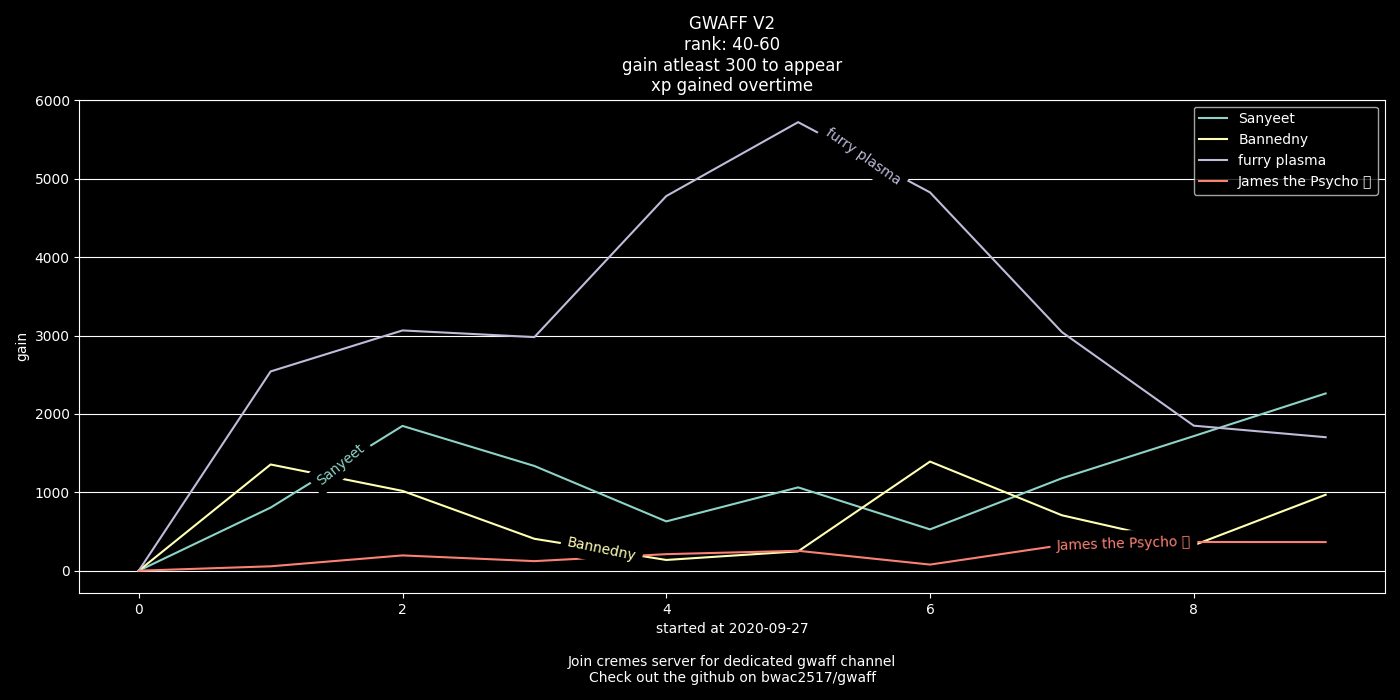 GWAFF V2
rank: 40-60
gain atleast 300 to appear
xp gained overtime
6000
5000
4000
3000
2000
1000
0
gain
Sanyeet
Bannedny
furry plasma
James the Psycho
furry plasma
Sanyeet
Bannedny
James the Psycho
0
2
4
6
8
started at 2020-09-27
Join cremes server for dedicated gwaff channel
Check out the github on bwac2517/gwaff